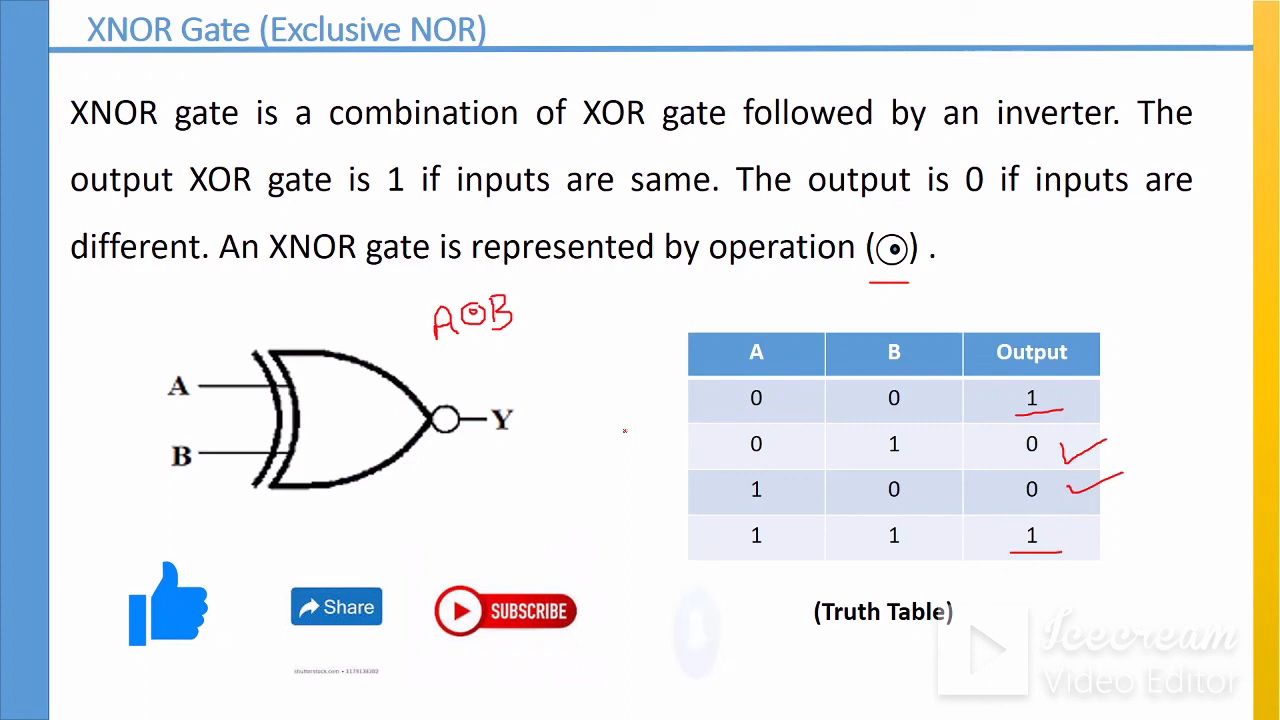 XNOR Gate (Exclusive NOR)
XNOR gate is a combination of XOR gate followed by an inverter. The
output XOR gate is 1 if inputs are same. The output is 0 if inputs are
different. An XNOR gate is represented by operation (⊙) .
A⊙B
A
B
Y
A B Output
0 0 1
0 1 0
1 0 0
1 1 1
(Truth Table)
Share
SUBSCRIBE
shutterstock.com • 1179138382
Icecream
Video Editor